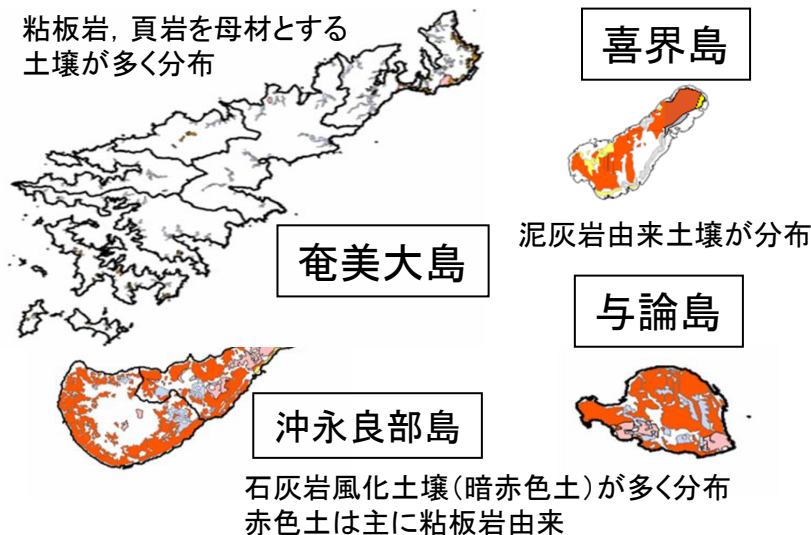 粘板岩，頁岩を母材とする
土壌が多く分布
喜界島
泥灰岩由来土壌が分布
奄美大島
与論島
沖永良部島
石灰岩風化土壌（暗赤色土）が多く分布
赤色土は主に粘板岩由来